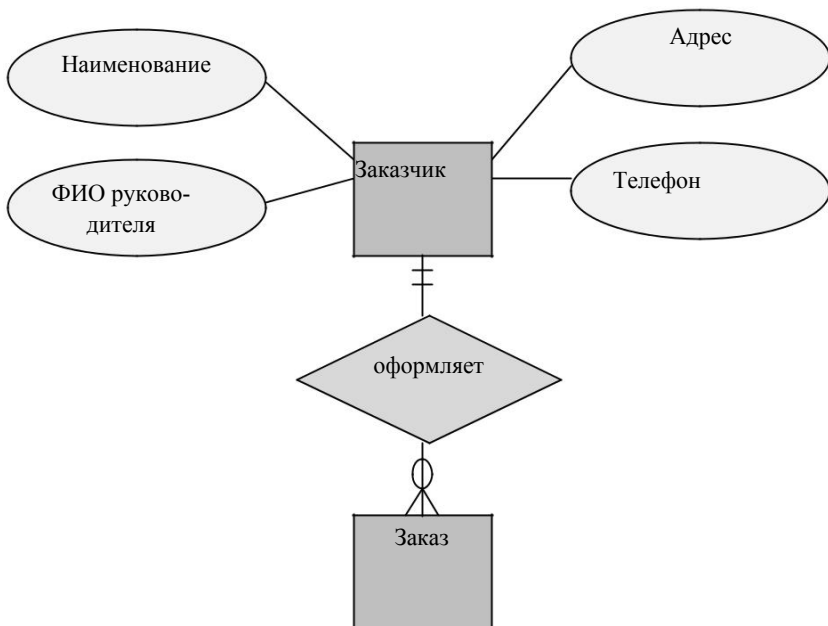 Наименование
Адрес
Заказчик
ФИО руково-
дителя
Телефон
оформляет
Заказ